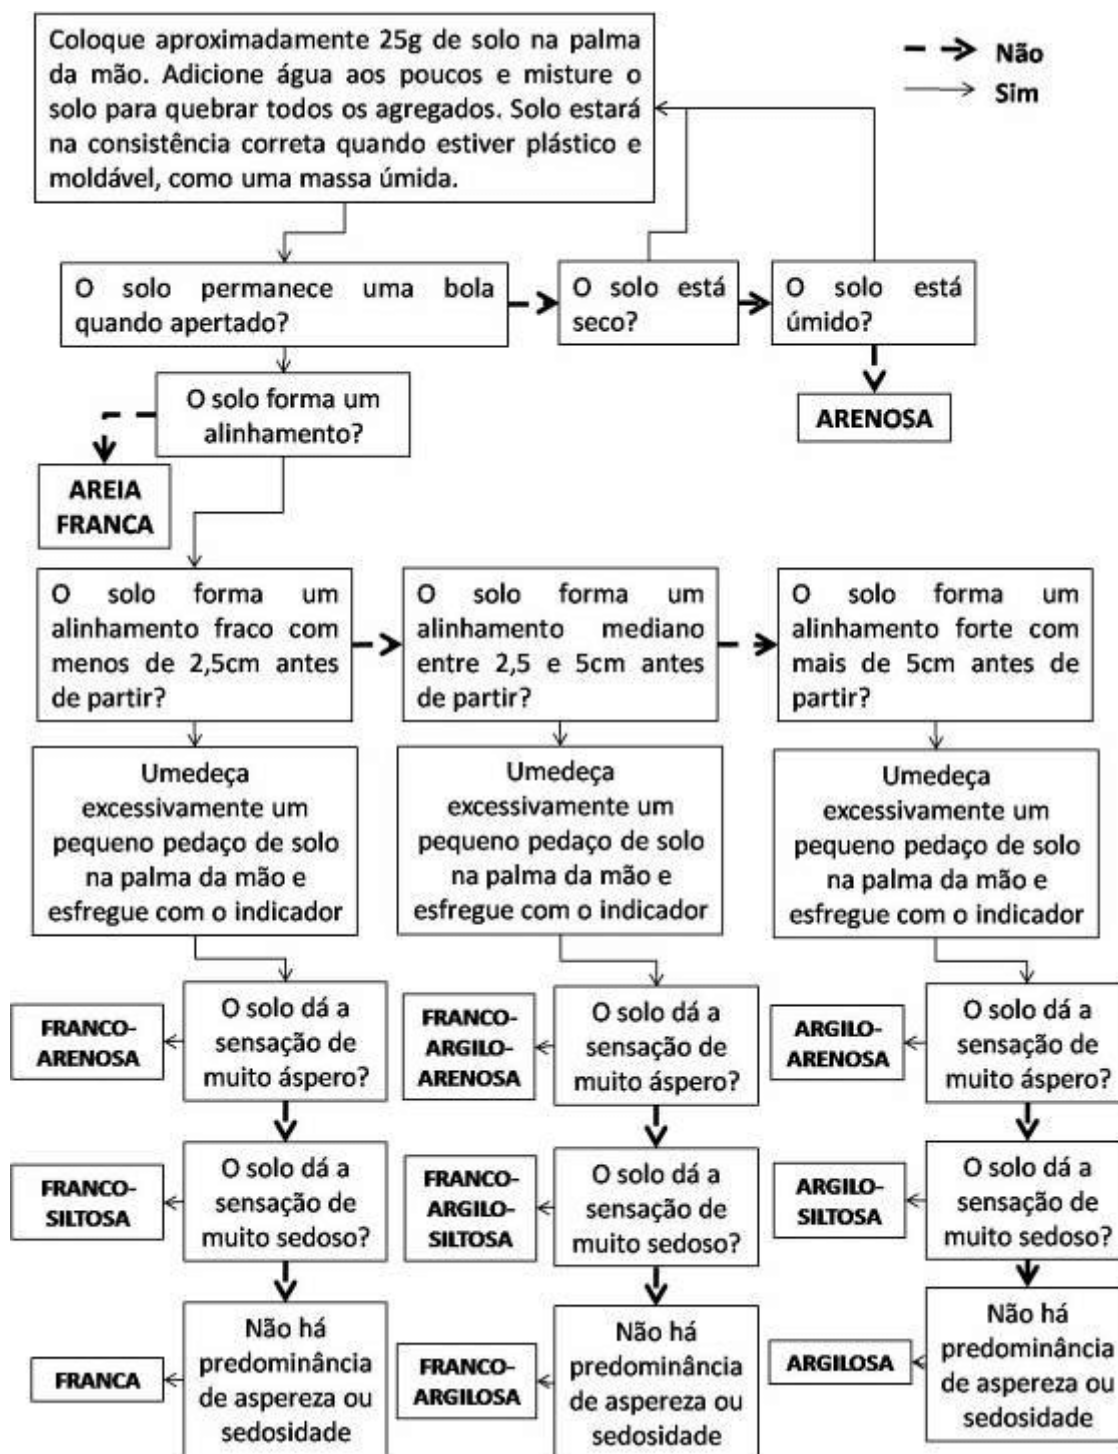 Coloque aproximadamente 25g de solo na palma
da mão. Adicione água aos poucos e misture o
solo para quebrar todos os agregados. Solo estará
na consistência correta quando estiver plástico e
moldável, como uma massa úmida.
Não
Sim
O solo permanece uma bola
quando apertado?
O solo está
seco?
O solo está
úmido?
O solo forma um
alinhamento?
ARENOSA
AREIA
FRANCA
O solo forma um
alinhamento fraco com
menos de 2,5cm antes
de partir?
O solo forma um
alinhamento mediano
entre 2,5 e 5cm antes
de partir?
O solo forma um
alinhamento forte com
mais de 5cm antes de
partir?
Umedeça
excessivamente um
pequeno pedaço de solo
na palma da mão e
esfregue com o indicador
Umedeça
excessivamente um
pequeno pedaço de solo
na palma da mão e
esfregue com o indicador
Umedeça
excessivamente um
pequeno pedaço de solo
na palma da mão e
esfregue com o indicador
FRANCO-
ARENOSA
O solo dá a
sensação de
muito áspero?
FRANCO-
ARGILO-
ARENOSA
O solo dá a
sensação de
muito áspero?
ARGILO-
ARENOSA
O solo dá a
sensação de
muito áspero?
FRANCO-
SILTOSA
O solo dá a
sensação de
muito sedoso?
FRANCO-
ARGILO-
SILTOSA
O solo dá a
sensação de
muito sedoso?
ARGILO-
SILTOSA
O solo dá a
sensação de
muito sedoso?
FRANCA
Não há
predominância
de aspereza ou
sedosidade
FRANCO-
ARGILOSA
Não há
predominância
de aspereza ou
sedosidade
ARGILOSA
Não há
predominância
de aspereza ou
sedosidade